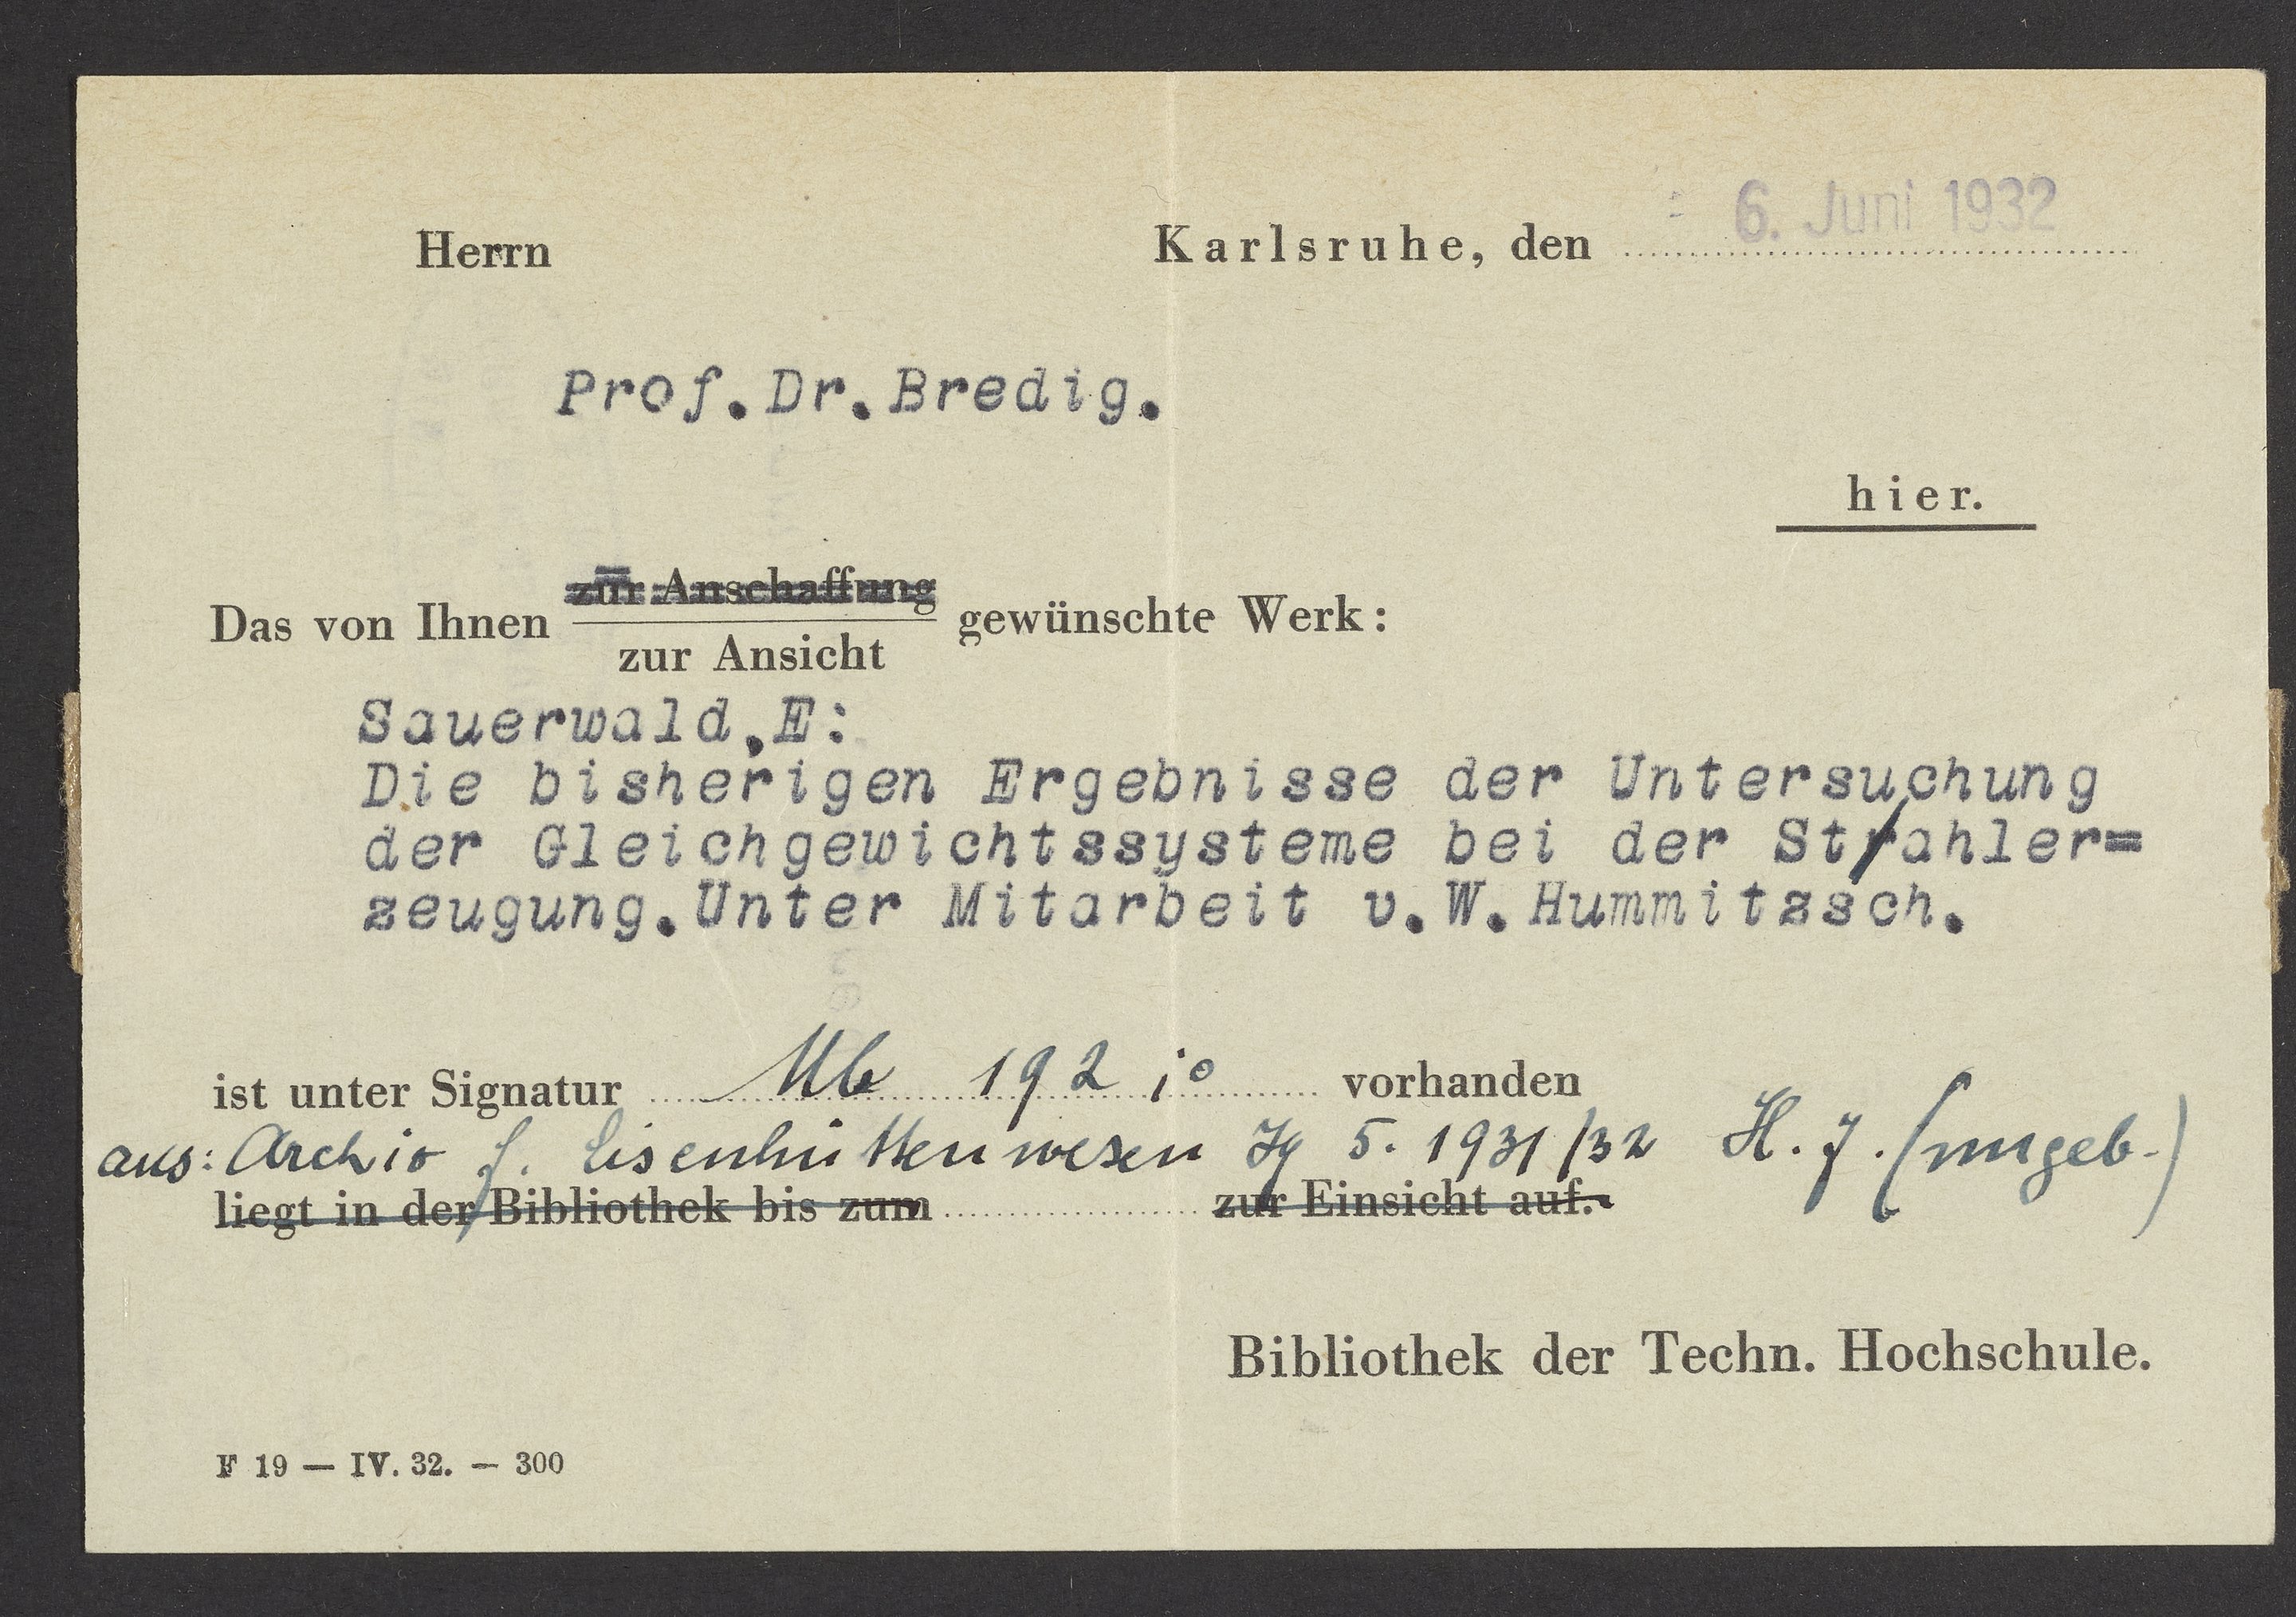 6. Juni 1932
Herrn
Karlsruhe, den
Prof.Dr.Bredig.
hier.
zur Anschaffung
Das von Ihnen gewünschte Werk:
zur Ansicht
Sauerwald,E:
Die bisherigen Ergebnisse der Untersuchung
der Gleichgewichtssysteme bei der Strahler=
zeugung.Unter Mitarbeit v.W.Hummitzsch.
ist unter Signatur Mb 192 vorhanden
aus: Archiv f. Eisenhüttenwesen Jg 5. 1931/32 H. 7. (ungeb.)
liegt in der Bibliothek bis zum zur Einsicht auf.
Bibliothek der Techn. Hochschule.
F 19 — IV. 32. — 300